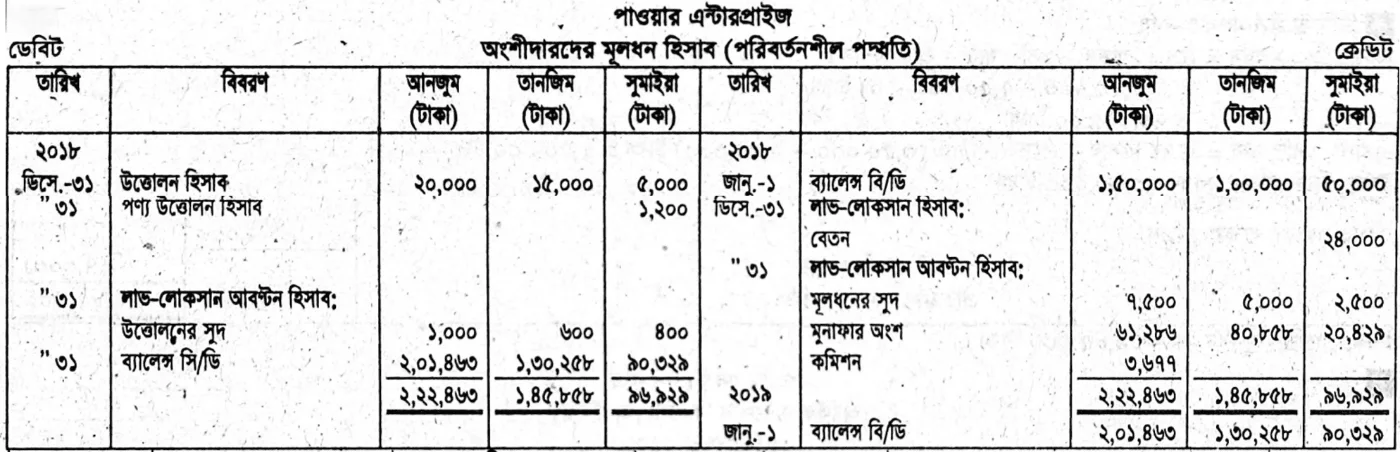 পাওয়ার এন্টারপ্রাইজ
ডেবিট অংশীদারদের মূলধন হিসাব (পরিবর্তনশীল পদ্ধতি) ক্রেডিট
তারিখ বিবরণ আনজুম তানজিম সুমাইয়া তারিখ বিবরণ আনজুম তানজিম সুমাইয়া
(টাকা) (টাকা) (টাকা) (টাকা) (টাকা) (টাকা)
২০১৮ ২০১৮
ডিসে.-৩১ উত্তোলন হিসাব ২০,০০০ ১৫,০০০ ৫,০০০ জানু.-১ ব্যালেন্স বি/ডি ১,৫০,০০০ ১,০০,০০০ ৫০,০০০
" ৩১ পণ্য উত্তোলন হিসাব ১,২০০ ডিসে.-৩১ লাভ-লোকসান হিসাব:
বেতন ২৪,০০০
" ৩১ লাভ-লোকসান আবণ্টন হিসাব:
" ৩১ লাভ-লোকসান আবণ্টন হিসাব: মূলধনের সুদ ৭,৫০০ ৫,০০০ ২,৫০০
উত্তোলনের সুদ ১,০০০ ৬০০ ৪০০ মুনাফার অংশ ৬১,২৮৬ ৪০,৮৫৮ ২০,৪২৯
" ৩১ ব্যালেন্স সি/ডি ২,০১,৪৬৩ ১,৩০,২৫৮ ৯০,৩২৯ কমিশন ৩,৬৭৭
২,২২,৪৬৩ ১,৪৫,৮৫৮ ৯৬,৯২৯ ২০১৯ ২,২২,৪৬৩ ১,৪৫,৮৫৮ ৯৬,৯২৯
জানু.-১ ব্যালেন্স বি/ডি ২,০১,৪৬৩ ১,৩০,২৫৮ ৯০,৩২৯